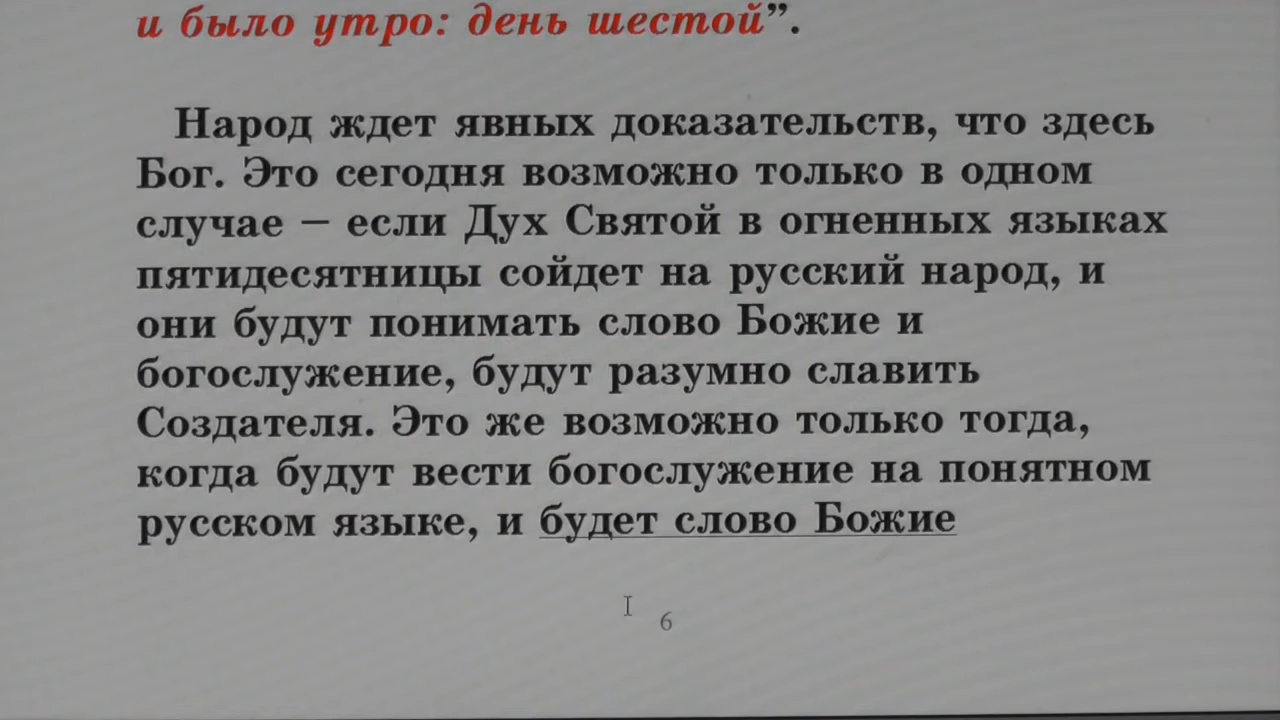 и было утро: день шестой”.
Народ ждет явных доказательств, что здесь
Бог. Это сегодня возможно только в одном
случае – если Дух Святой в огненных языках
пятидесятницы сойдет на русский народ, и
они будут понимать слово Божие и
богослужение, будут разумно славить
Создателя. Это же возможно только тогда,
когда будут вести богослужение на понятном
русском языке, и будет слово Божие
6